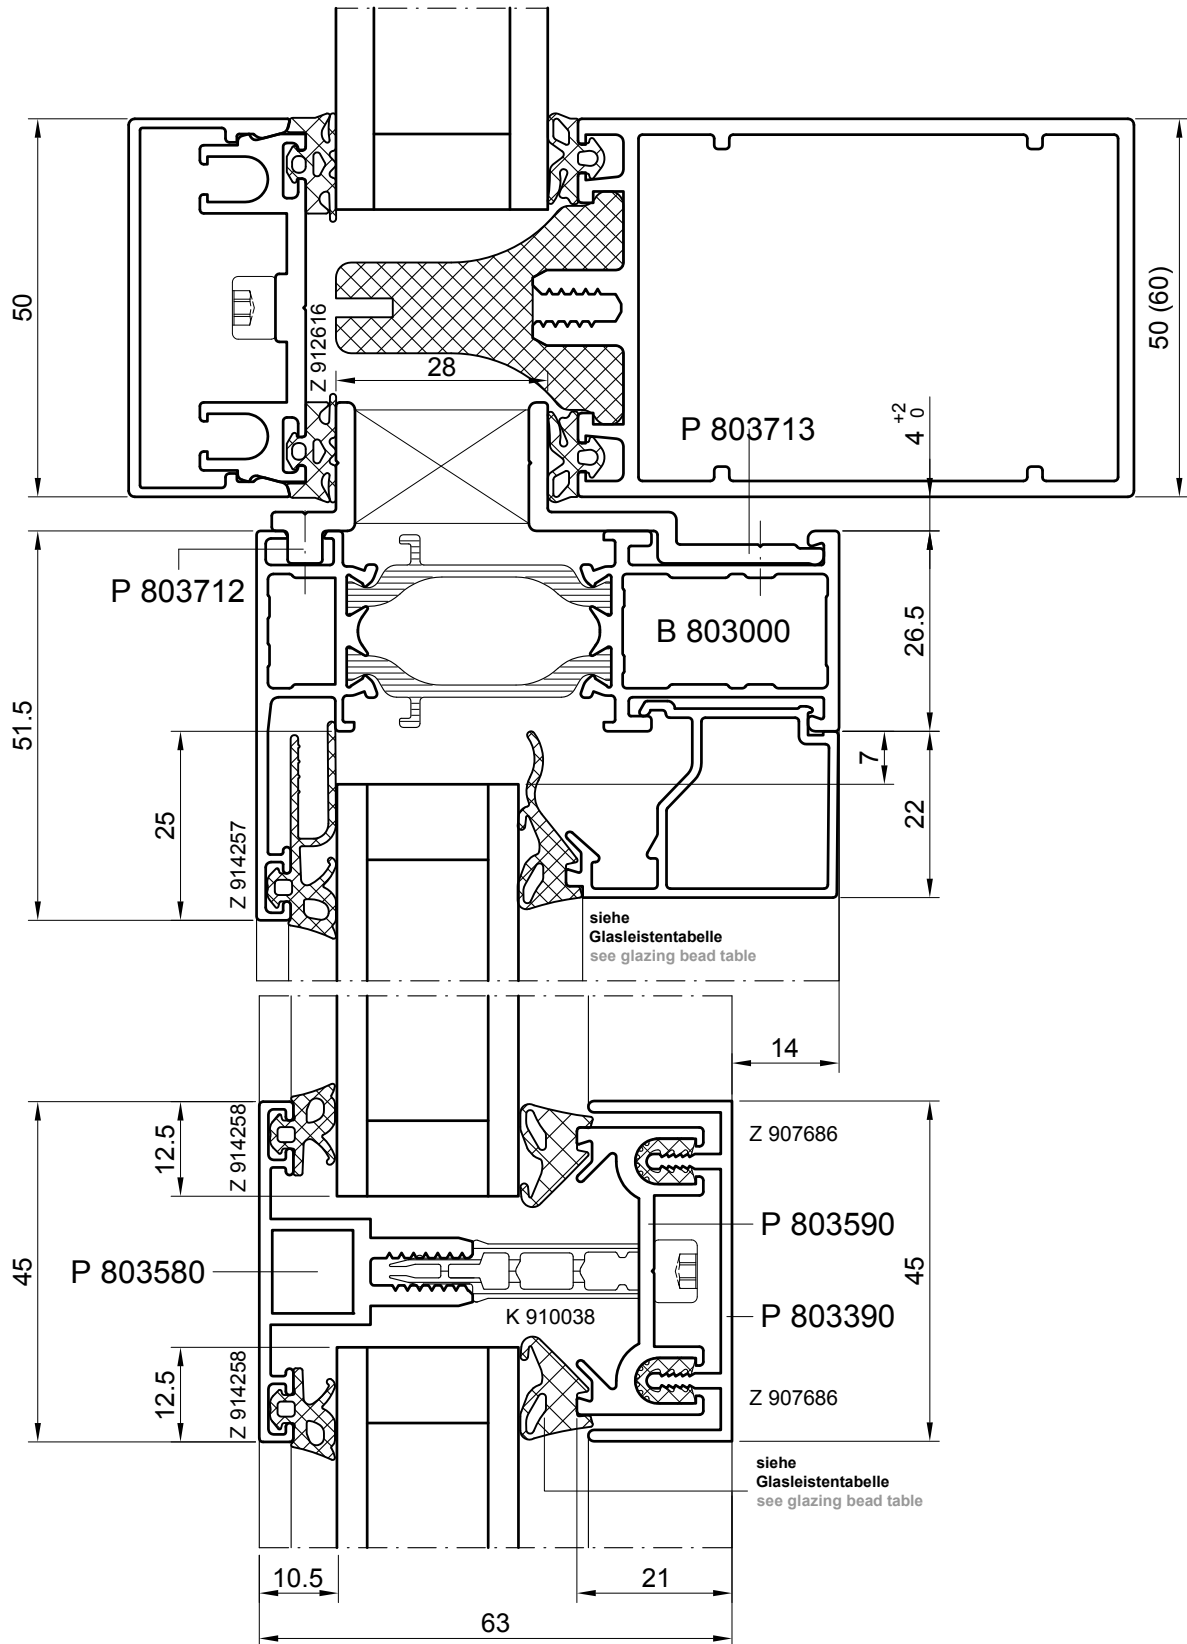 50
50 (60)
Z 912616
28
P 803713
4 +2 0
P 803712
B 803000
26.5
51.5
7
25
22
Z 914257
siehe
Glasleistentabelle
see glazing bead table
14
12.5
Z 914258
Z 907686
P 803590
45
P 803580
45
K 910038
P 803390
12.5
Z 914258
Z 907686
siehe
Glasleistentabelle
see glazing bead table
10.5
21
63